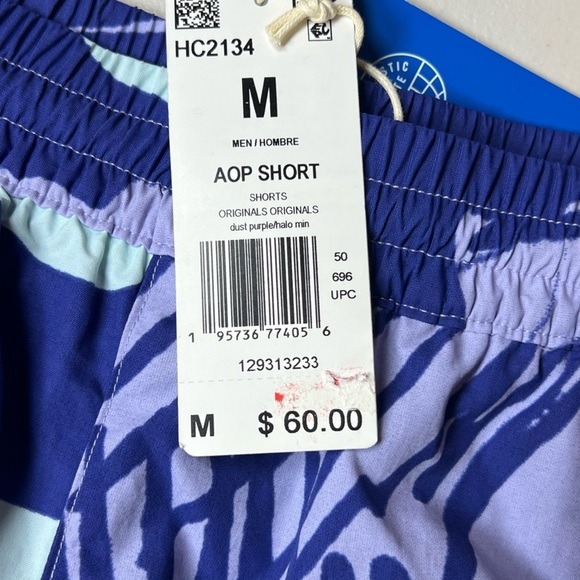 HC2134
M
MEN / HOMBRE
AOP SHORT
SHORTS
ORIGINALS ORIGINALS
dust purple/halo min
50
696
UPC
1 95736 77405 6
129313233
M $ 60.00